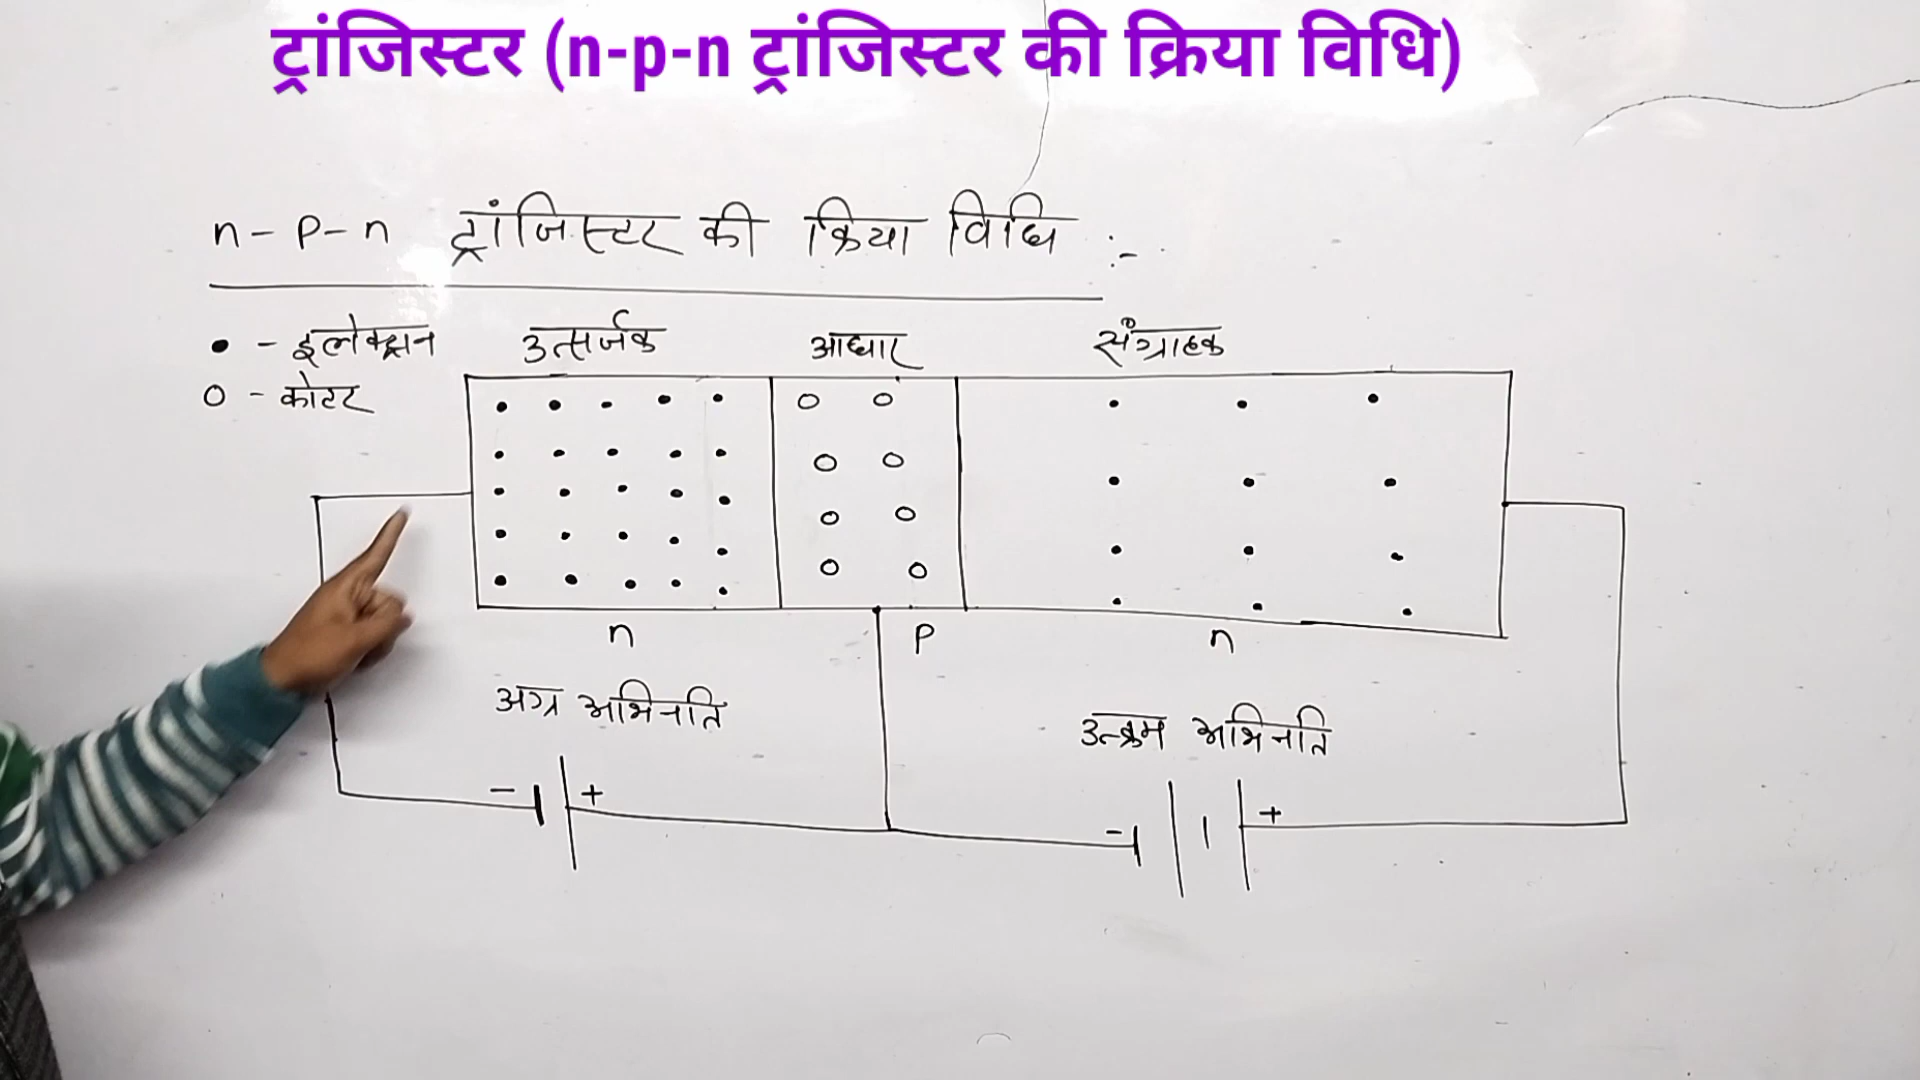 ट्रांजिस्टर (n-p-n ट्रांजिस्टर की क्रिया विधि)
n-p-n ट्रांजिस्टर की क्रिया विधि :-
• - इलेक्ट्रान
उत्सर्जक
आधार
संग्राहक
o - कोटर
n
p
n
अग्र अभिनति
उत्क्रम अभिनति
- +
- +